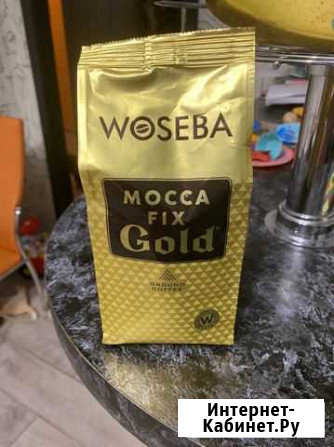 WOSEBA
MOCCA
FIX
Gold
GROUND
COFFEE
W
Интернет-
Кабинет.Ру